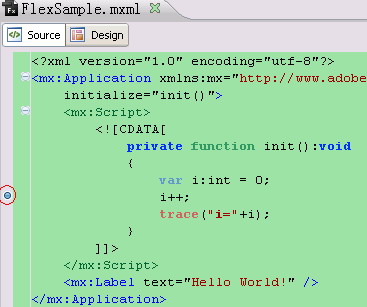 FlexSample.mxml
Source Design
<?xml version="1.0" encoding="utf-8"?>
<mx:Application xmlns:mx="http://www.adobe
initialize="init()">
<mx:Script>
<![CDATA[
private function init():void
{
var i:int = 0;
i++;
trace("i="+i);
}
]]>
</mx:Script>
<mx:Label text="Hello World!" />
</mx:Application>